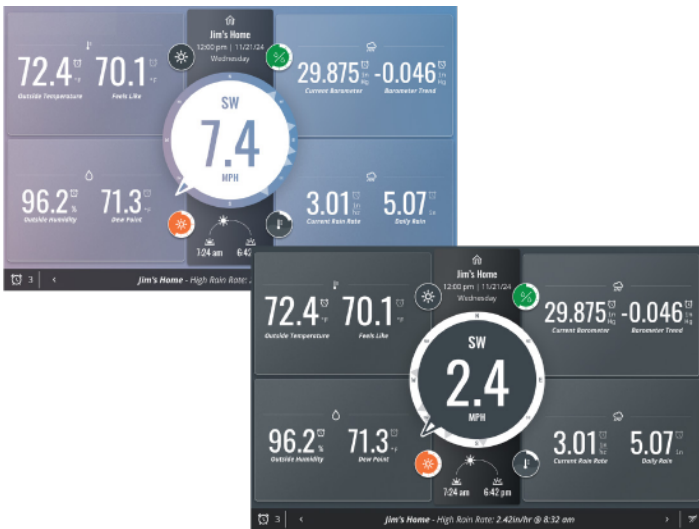 Jim's Home
12:00 pm | 11/21/24
Wednesday
72.4 °F 70.1 °F
Outside Temperature Feels Like
29.875 in Hg -0.046 in Hg
Current Barometer Barometer Trend
SW
7.4
MPH
96.2 % 71.3 °F
Outside Humidity Dew Point
3.01 in hr 5.07 in
Current Rain Rate Daily Rain
7:24 am 6:42
3 < Jim's Home - High Rain Rate:
Jim's Home
12:00 pm | 11/21/24
Wednesday
72.4 °F 70.1 °F
Outside Temperature Feels Like
29.875 in Hg -0.046 in Hg
Current Barometer Barometer Trend
SW
2.4
MPH
96.2 % 71.3 °F
Outside Humidity Dew Point
3.01 in hr 5.07 in
Current Rain Rate Daily Rain
7:24 am 6:42 pm
3 < Jim's Home - High Rain Rate: 2.42in/hr @ 8:32 am >